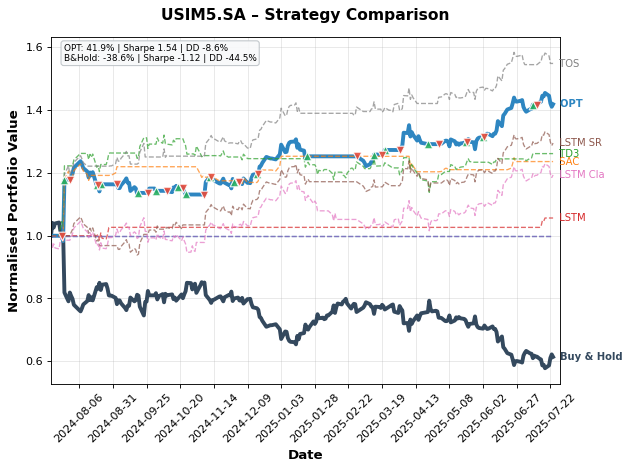 USIM5.SA – Strategy Comparison
OPT: 41.9% | Sharpe 1.54 | DD -8.6%
B&Hold: -38.6% | Sharpe -1.12 | DD -44.5%
Normalised Portfolio Value
1.6
1.4
1.2
1.0
0.8
0.6
TOS
OPT
LSTM SR
TD3
SAC
LSTM Cla
LSTM
Buy & Hold
2024-08-06
2024-08-31
2024-09-25
2024-10-20
2024-11-14
2024-12-09
2025-01-03
2025-01-28
2025-02-22
2025-03-19
2025-04-13
2025-05-08
2025-06-02
2025-06-27
2025-07-22
Date